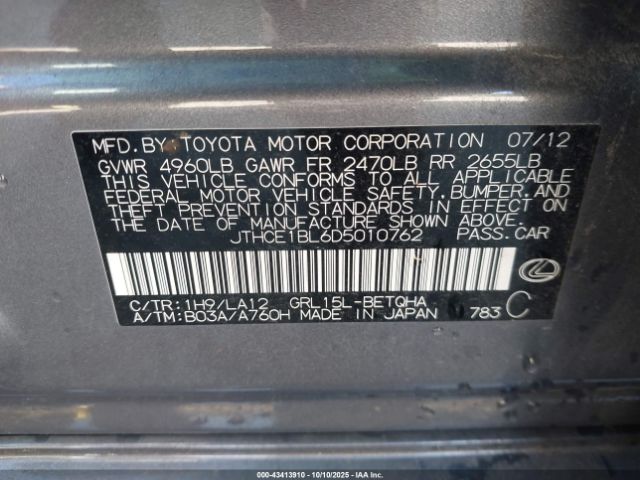 MFD. BY TOYOTA MOTOR CORPORATION 07/12
GVWR 4960LB GAWR FR 2470LB RR 2655LB
THIS VEHICLE CONFORMS TO ALL APPLICABLE
FEDERAL MOTOR VEHICLE SAFETY, BUMPER, AND
THEFT PREVENTION STANDARDS IN EFFECT ON
THE DATE OF MANUFACTURE SHOWN ABOVE.
JTHCE1BL6D5010762 PASS. CAR
C/TR: 1H9/LA12 GRL15L-BETQHA
A/TM: B03A/A760H MADE IN JAPAN 783 C
000-43413910 - 10/10/2025 - IAAI.com